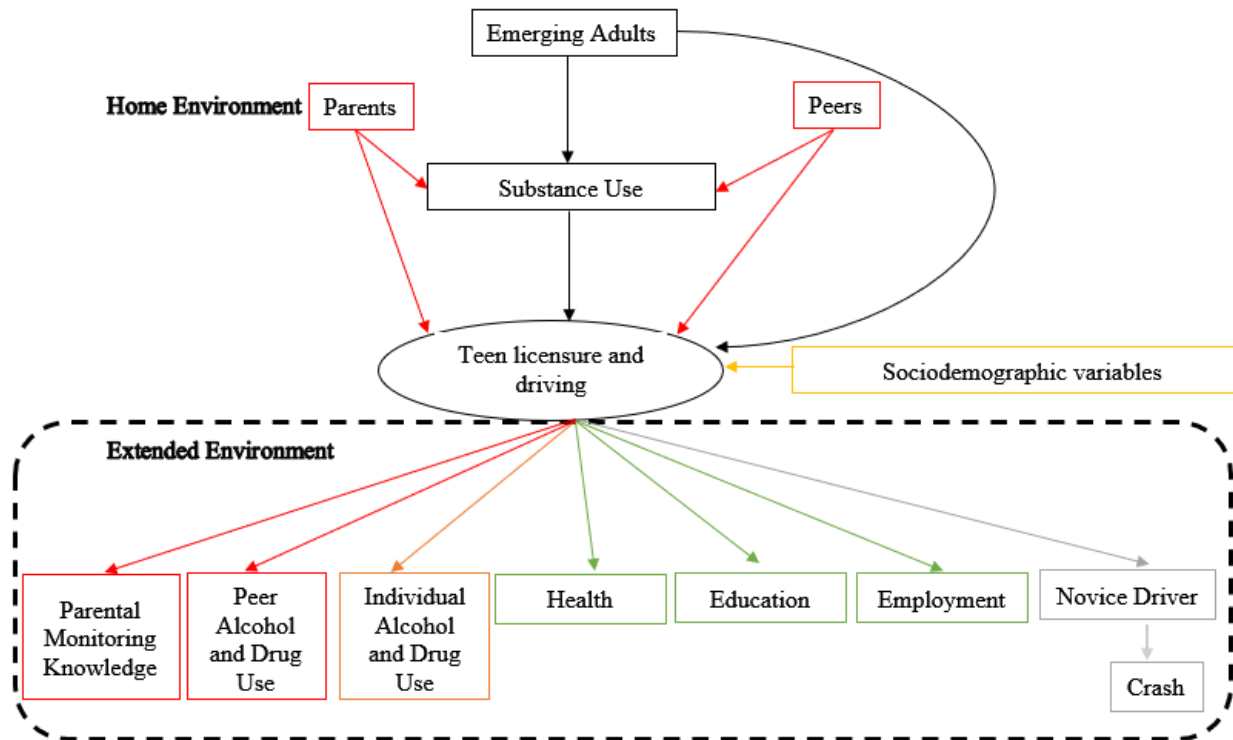 Emerging Adults
Home Environment
Parents
Peers
Substance Use
Teen licensure and
driving
Sociodemographic variables
Extended Environment
Parental
Monitoring
Knowledge
Peer
Alcohol
and Drug
Use
Individual
Alcohol
and Drug
Use
Health
Education
Employment
Novice Driver
Crash